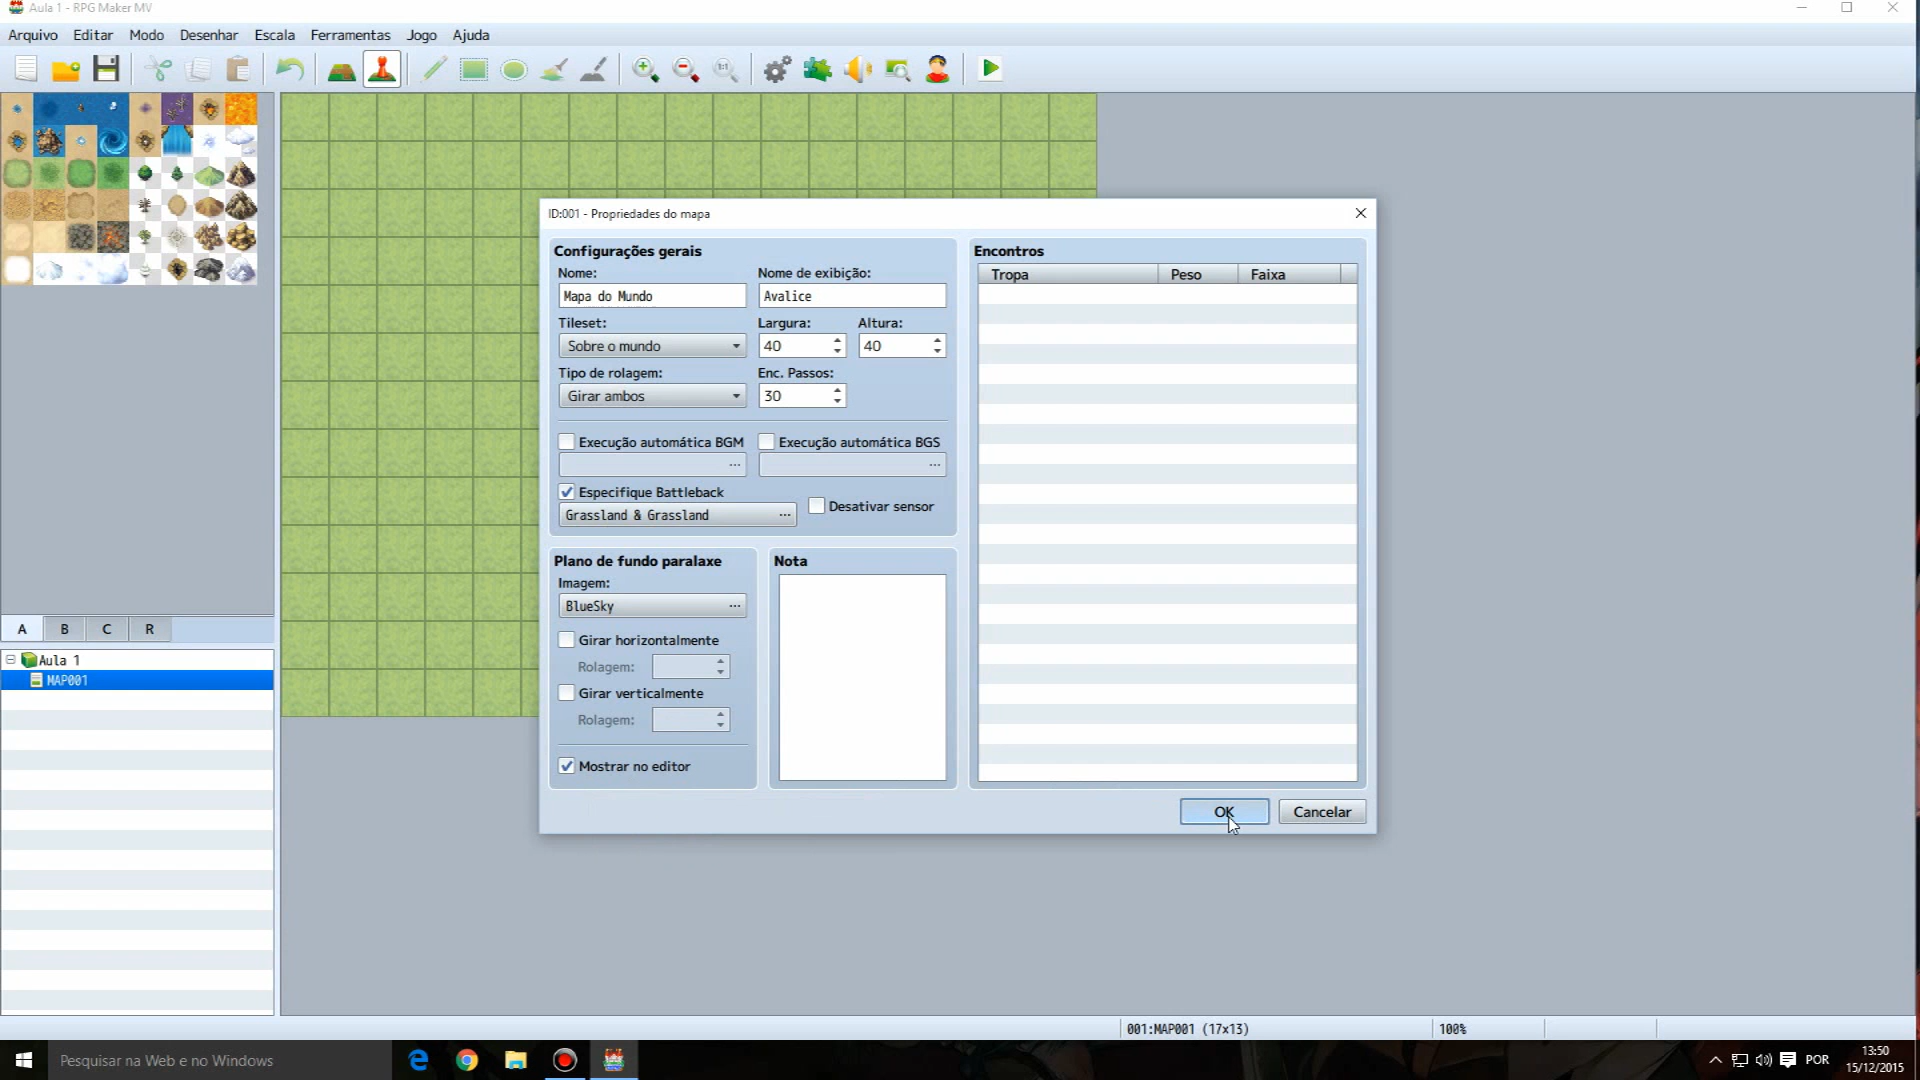 Aula 1 - RPG Maker MV
Arquivo Editar Modo Desenhar Escala Ferramentas Jogo Ajuda
1:1
ID:001 - Propriedades do mapa
Configurações gerais
Nome: Nome de exibição:
Mapa do Mundo Avalice
Tileset: Largura: Altura:
Sobre o mundo 40 40
Tipo de rolagem: Enc. Passos:
Girar ambos 30
Execução automática BGM Execução automática BGS
... ...
Especifique Battleback
Desativar sensor
Grassland & Grassland ...
Plano de fundo paralaxe
Imagem:
BlueSky ...
Girar horizontalmente
Rolagem:
Girar verticalmente
Rolagem:
Mostrar no editor
Nota
Encontros
Tropa Peso Faixa
OK Cancelar
A B C R
Aula 1
MAP001
001:MAP001 (17x13) 100%
Pesquisar na Web e no Windows
POR
13:50
15/12/2015